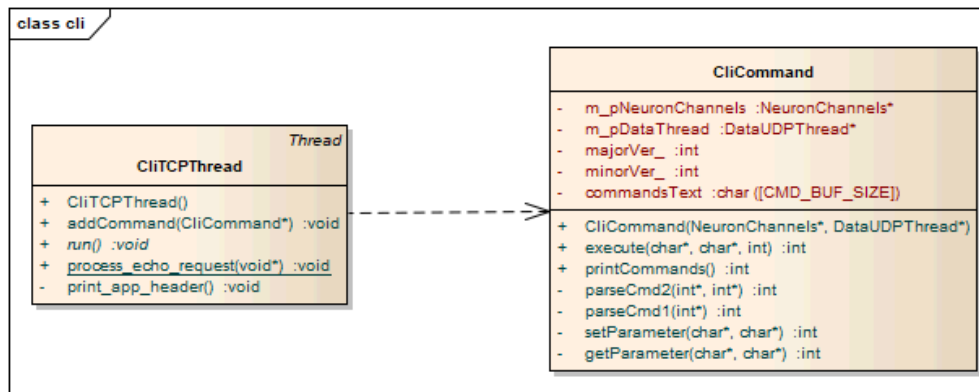 class cli
Thread
CliTCPThread
+ CliTCPThread()
+ addCommand(CliCommand*) :void
+ run() :void
+ process_echo_request(void*) :void
- print_app_header() :void
CliCommand
- m_pNeuronChannels :NeuronChannels*
- m_pDataThread :DataUDPThread*
- majorVer_ :int
- minorVer_ :int
- commandsText :char ([CMD_BUF_SIZE])
+ CliCommand(NeuronChannels*, DataUDPThread*)
+ execute(char*, char*, int) :int
+ printCommands() :int
- parseCmd2(int*, int*) :int
- parseCmd1(int*) :int
- setParameter(char*, char*) :int
- getParameter(char*, char*) :int